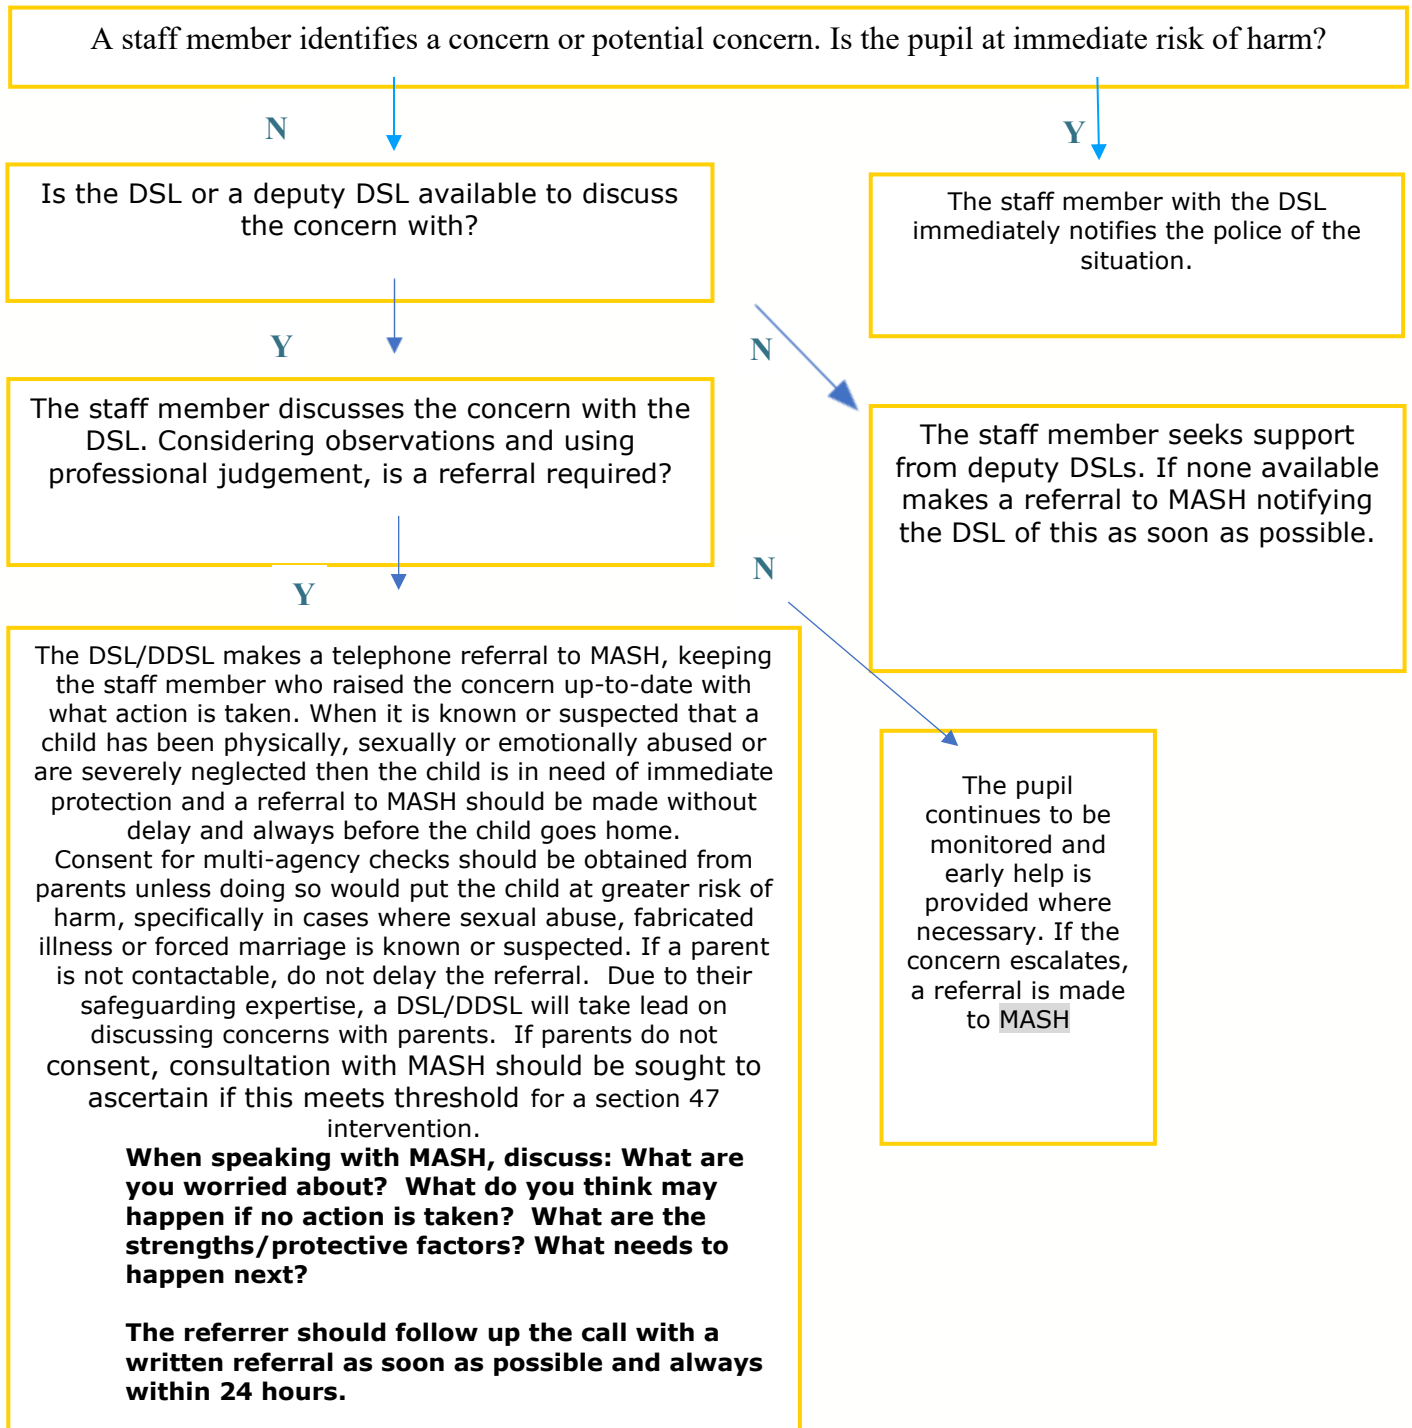 A staff member identifies a concern or potential concern. Is the pupil at immediate risk of harm?
N
Y
Is the DSL or a deputy DSL available to discuss
the concern with?
The staff member with the DSL
immediately notifies the police of the
situation.
Y
N
The staff member discusses the concern with the
DSL. Considering observations and using
professional judgement, is a referral required?
The staff member seeks support
from deputy DSLs. If none available
makes a referral to MASH notifying
the DSL of this as soon as possible.
Y
N
The DSL/DDSL makes a telephone referral to MASH, keeping
the staff member who raised the concern up-to-date with
what action is taken. When it is known or suspected that a
child has been physically, sexually or emotionally abused or
are severely neglected then the child is in need of immediate
protection and a referral to MASH should be made without
delay and always before the child goes home.
Consent for multi-agency checks should be obtained from
parents unless doing so would put the child at greater risk of
harm, specifically in cases where sexual abuse, fabricated
illness or forced marriage is known or suspected. If a parent
is not contactable, do not delay the referral.  Due to their
safeguarding expertise, a DSL/DDSL will take lead on
discussing concerns with parents.  If parents do not
consent, consultation with MASH should be sought to
ascertain if this meets threshold for a section 47
intervention.
When speaking with MASH, discuss: What are
you worried about?  What do you think may
happen if no action is taken?  What are the
strengths/protective factors? What needs to
happen next?
The referrer should follow up the call with a
written referral as soon as possible and always
within 24 hours.
The pupil
continues to be
monitored and
early help is
provided where
necessary. If the
concern escalates,
a referral is made
to MASH